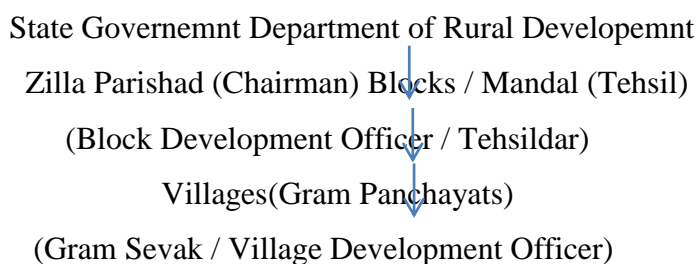 State Governemnt Department of Rural Developemnt
Zilla Parishad (Chairman) Blocks / Mandal (Tehsil)
(Block Development Officer / Tehsildar)
Villages(Gram Panchayats)
(Gram Sevak / Village Development Officer)